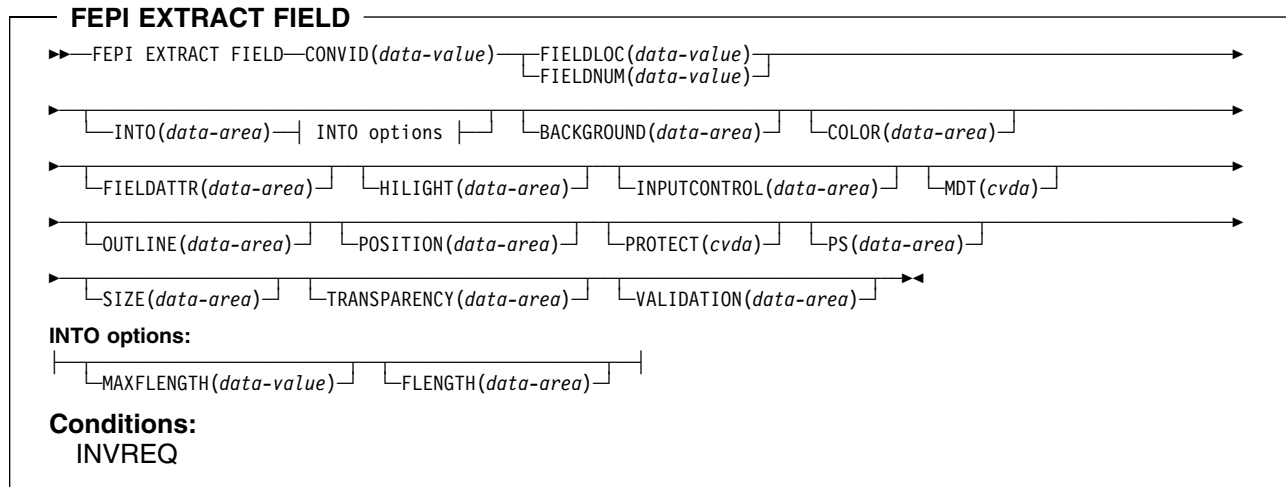 FEPI EXTRACT FIELD
FEPI EXTRACT FIELD CONVID(data-value) FIELDLOC(data-value)
FIELDNUM(data-value)
INTO(data-area) INTO options BACKGROUND(data-area) COLOR(data-area)
FIELDATTR(data-area) HILIGHT(data-area) INPUTCONTROL(data-area) MDT(cvda)
OUTLINE(data-area) POSITION(data-area) PROTECT(cvda) PS(data-area)
SIZE(data-area) TRANSPARENCY(data-area) VALIDATION(data-area)
INTO options:
MAXFLENGTH(data-value) FLENGTH(data-area)
Conditions:
INVREQ